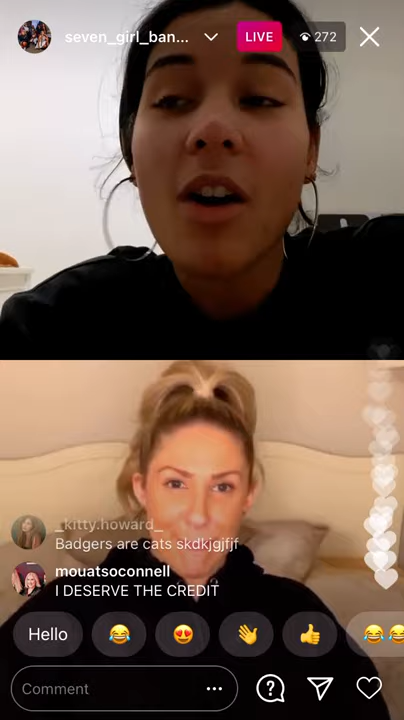 seven_girl_ban...
LIVE
272
_kitty.howard_
Badgers are cats skdkjgjfjf
mouatsoconnell
I DESERVE THE CREDIT
Hello
Comment